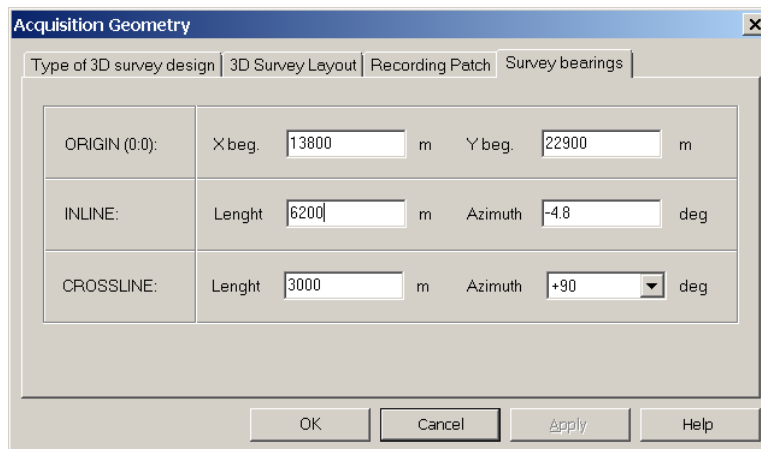 Acquisition Geometry
Type of 3D survey design 3D Survey Layout Recording Patch Survey bearings
ORIGIN (0:0): X beg. 13800 m Y beg. 22900 m
INLINE: Lenght 6200 m Azimuth -4.8 deg
CROSSLINE: Lenght 3000 m Azimuth +90 deg
OK Cancel Apply Help